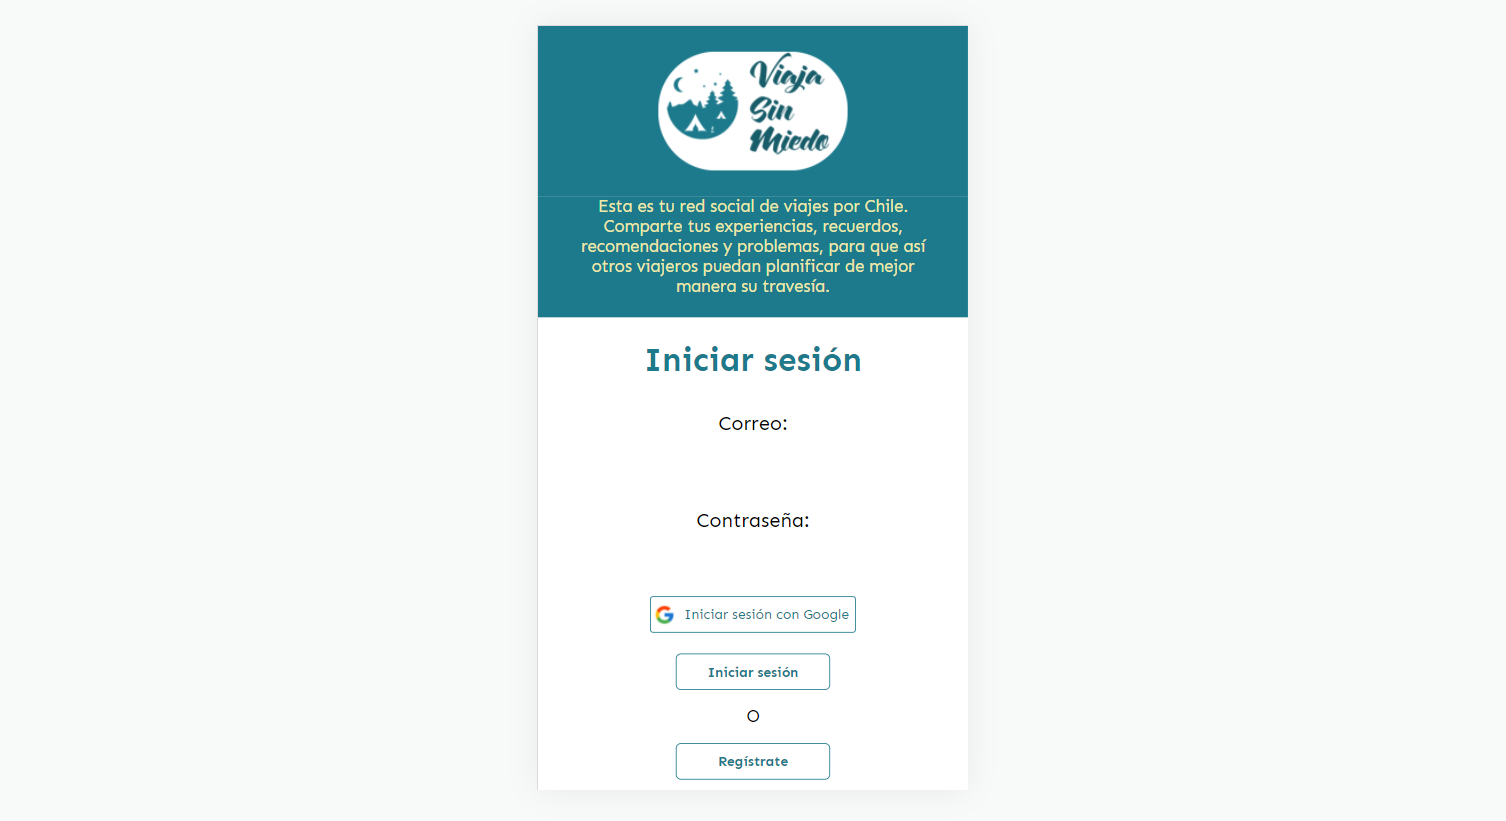 Viaja
Sin
Miedo
Esta es tu red social de viajes por Chile.
Comparte tus experiencias, recuerdos,
recomendaciones y problemas, para que así
otros viajeros puedan planificar de mejor
manera su travesía.
Iniciar sesión
Correo:
Contraseña:
Iniciar sesión con Google
Iniciar sesión
O
Regístrate